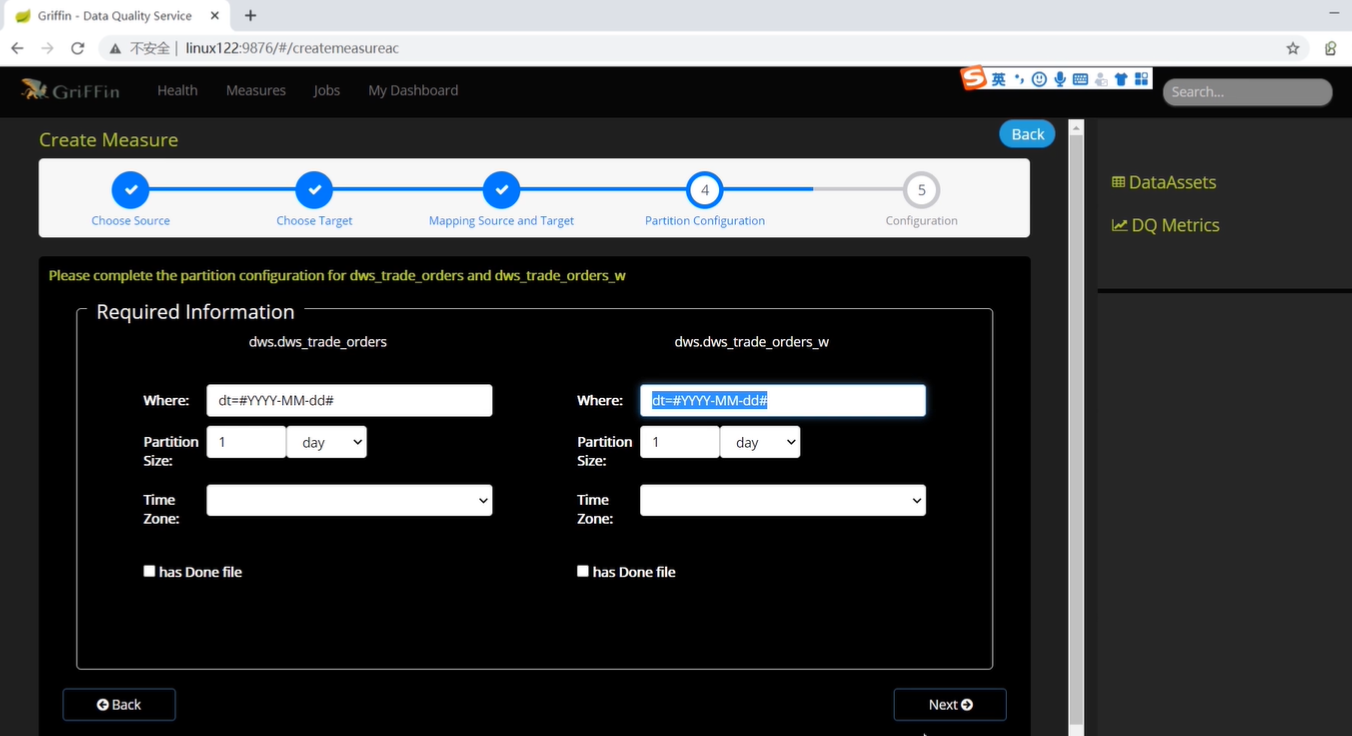 Griffin - Data Quality Service
不安全 | linux122:9876/#/createmeasureac
GriFFin
Health
Measures
Jobs
My Dashboard
英
Search...
Create Measure
Back
4
5
Choose Source
Choose Target
Mapping Source and Target
Partition Configuration
Configuration
DataAssets
DQ Metrics
Please complete the partition configuration for dws_trade_orders and dws_trade_orders_w
Required Information
dws.dws_trade_orders
dws.dws_trade_orders_w
Where:
dt=#YYYY-MM-dd#
Where:
dt=#YYYY-MM-dd#
Partition
Size:
1
day
Partition
Size:
1
day
Time
Zone:
Time
Zone:
has Done file
has Done file
Back
Next